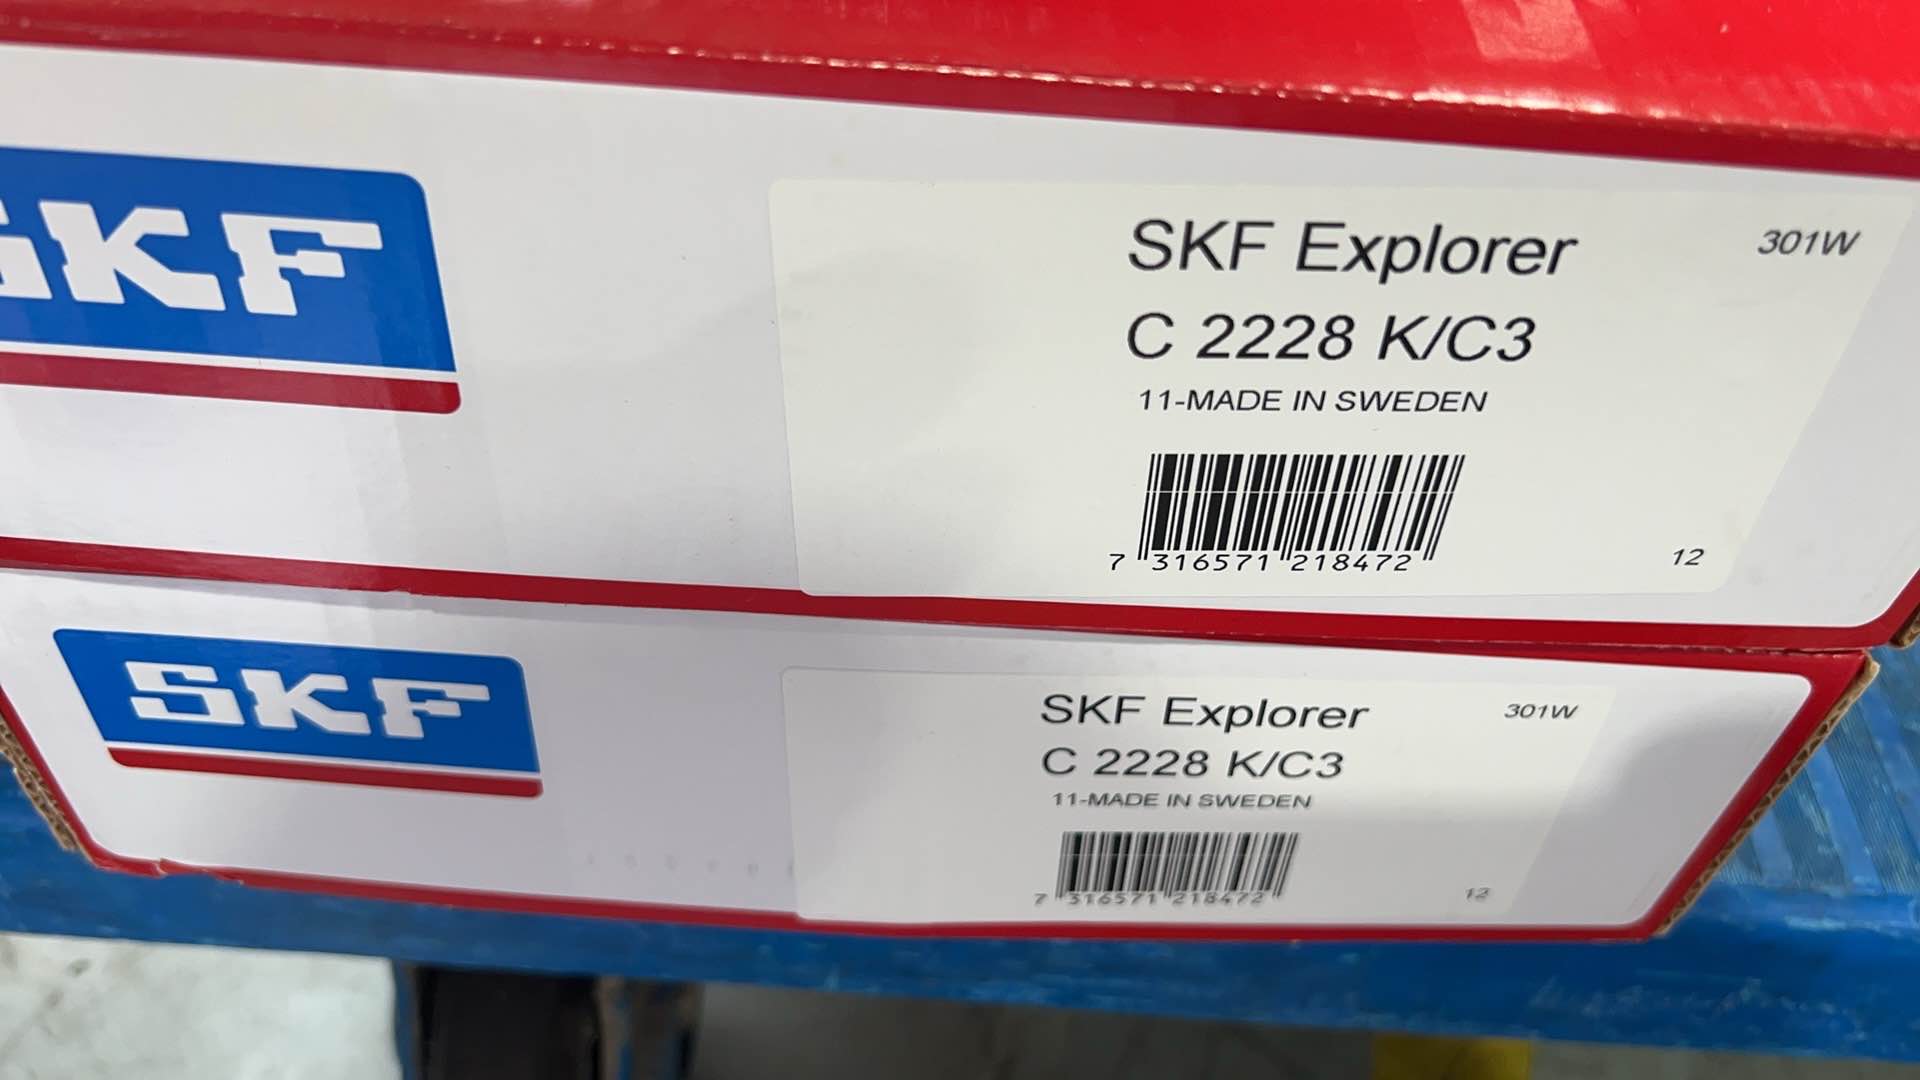 SKF
SKF Explorer
301W
C 2228 K/C3
11-MADE IN SWEDEN
7 316571 218472
12
SKF
SKF Explorer
301W
C 2228 K/C3
11-MADE IN SWEDEN
7 316571 218472
12